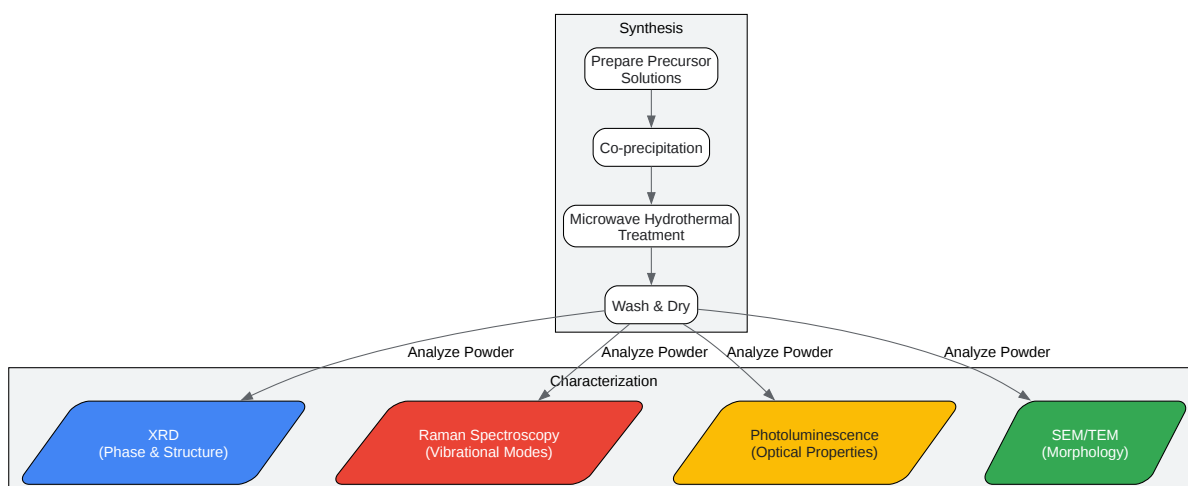 Synthesis
Prepare Precursor
Solutions
Co-precipitation
Microwave Hydrothermal
Treatment
Wash & Dry
Analyze Powder
Analyze Powder
Analyze Powder
Analyze Powder
Characterization
XRD
(Phase & Structure)
Raman Spectroscopy
(Vibrational Modes)
Photoluminescence
(Optical Properties)
SEM/TEM
(Morphology)